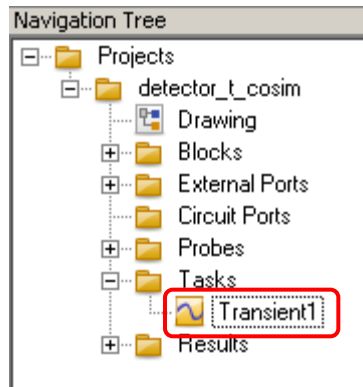 Navigation Tree
Projects
detector_t_cosim
Drawing
Blocks
External Ports
Circuit Ports
Probes
Tasks
Transient1
Results